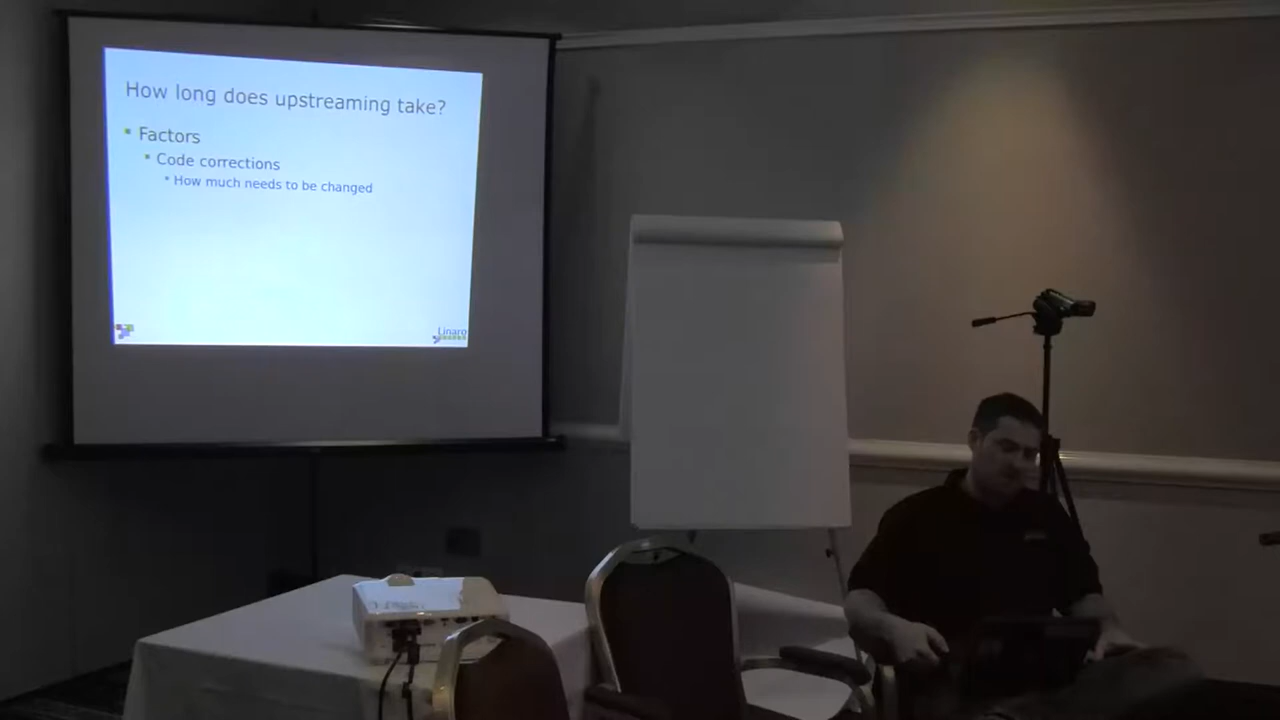 How long does upstreaming take?
Factors
Code corrections
How much needs to be changed
Linaro